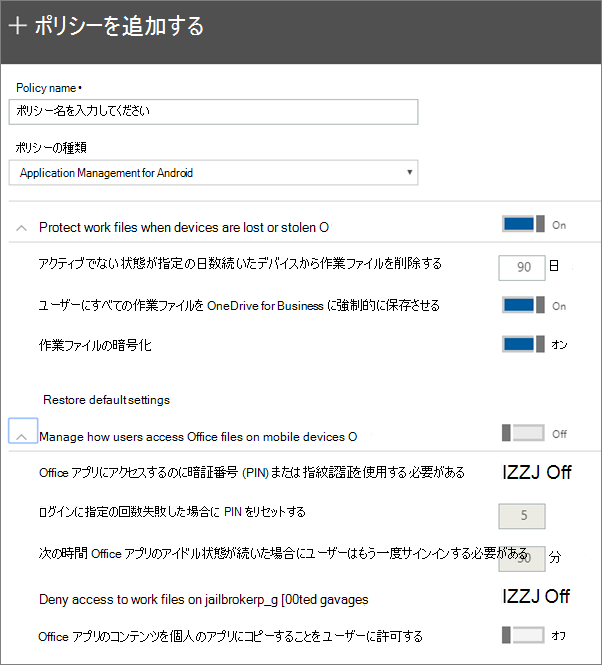 ポリシーを追加する
Policy name•
ポリシー名を入力してください
ポリシーの種類
Application Management for Android
Protect work files when devices are lost or stolen O On
アクティブでない状態が指定の日数続いたデバイスから作業ファイルを削除する 90 日
ユーザーにすべての作業ファイルを OneDrive for Business に強制的に保存させる On
作業ファイルの暗号化 オン
Restore default settings
Manage how users access Office files on mobile devices O Off
Office アプリにアクセスするのに暗証番号 (PIN) または指紋認証を使用する必要がある IZZJ Off
ログインに指定の回数失敗した場合に PIN をリセットする 5
次の時間 Office アプリのアイドル状態が続いた場合にユーザーはもう一度サインインする必要がある 30 分
Deny access to work files on jailbrokerp_g [00ted gavages IZZJ Off
Office アプリのコンテンツを個人のアプリにコピーすることをユーザーに許可する オフ